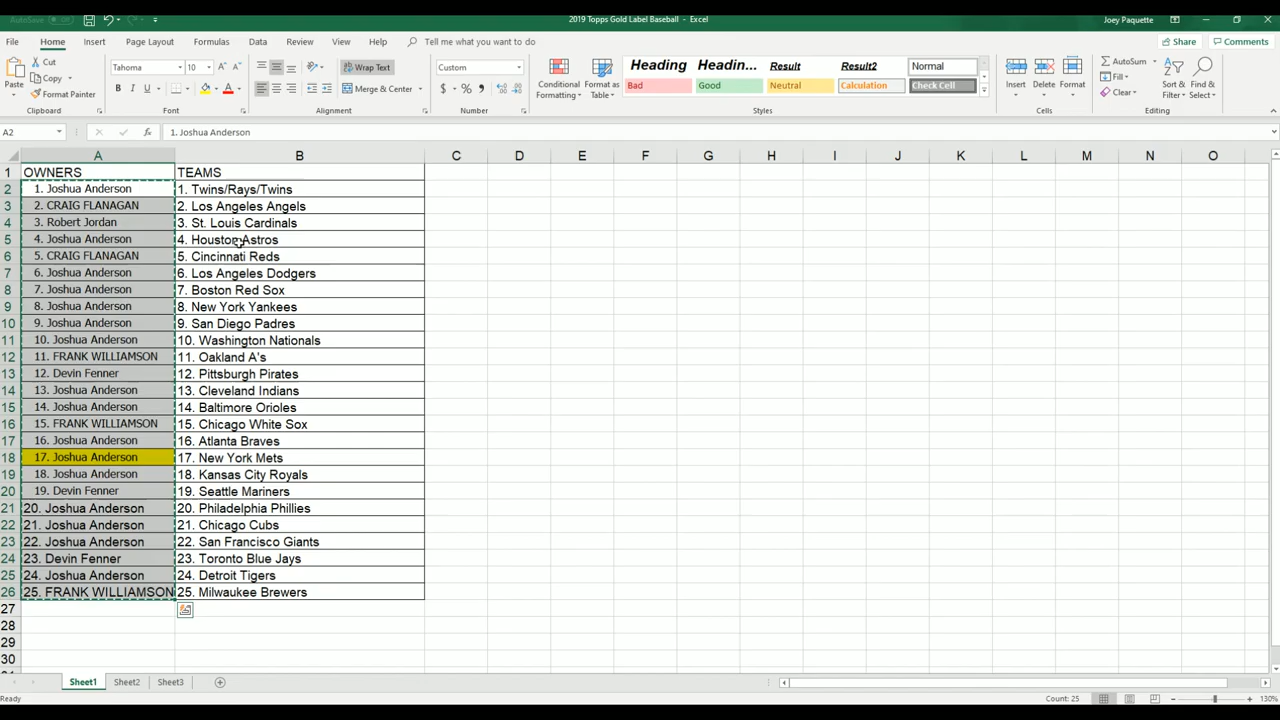 AutoSave Off 2019 Topps Gold Label Baseball - Excel Joey Paquette
File Home Insert Page Layout Formulas Data Review View Help Tell me what you want to do Share Comments
Paste Cut Copy Format Painter Clipboard
Tahoma 10 Font
Wrap Text Merge & Center Alignment
Custom Number
Conditional Formatting Format as Table
Heading Headin... Result Result2 Normal
Bad Good Neutral Calculation Check Cell
Styles
Insert Delete Format Cells
AutoSum Fill Clear Sort & Filter Find & Select Editing
A2 fx 1. Joshua Anderson
A B C D E F G H I J K L M N O
1 OWNERS TEAMS
2 1. Joshua Anderson 1. Twins/Rays/Twins
3 2. CRAIG FLANAGAN 2. Los Angeles Angels
4 3. Robert Jordan 3. St. Louis Cardinals
5 4. Joshua Anderson 4. Houston Astros
6 5. CRAIG FLANAGAN 5. Cincinnati Reds
7 6. Joshua Anderson 6. Los Angeles Dodgers
8 7. Joshua Anderson 7. Boston Red Sox
9 8. Joshua Anderson 8. New York Yankees
10 9. Joshua Anderson 9. San Diego Padres
11 10. Joshua Anderson 10. Washington Nationals
12 11. FRANK WILLIAMSON 11. Oakland A's
13 12. Devin Fenner 12. Pittsburgh Pirates
14 13. Joshua Anderson 13. Cleveland Indians
15 14. Joshua Anderson 14. Baltimore Orioles
16 15. FRANK WILLIAMSON 15. Chicago White Sox
17 16. Joshua Anderson 16. Atlanta Braves
18 17. Joshua Anderson 17. New York Mets
19 18. Joshua Anderson 18. Kansas City Royals
20 19. Devin Fenner 19. Seattle Mariners
21 20. Joshua Anderson 20. Philadelphia Phillies
22 21. Joshua Anderson 21. Chicago Cubs
23 22. Joshua Anderson 22. San Francisco Giants
24 23. Devin Fenner 23. Toronto Blue Jays
25 24. Joshua Anderson 24. Detroit Tigers
26 25. FRANK WILLIAMSON 25. Milwaukee Brewers
27
28
29
30
Sheet1 Sheet2 Sheet3
Ready Count: 25 130%